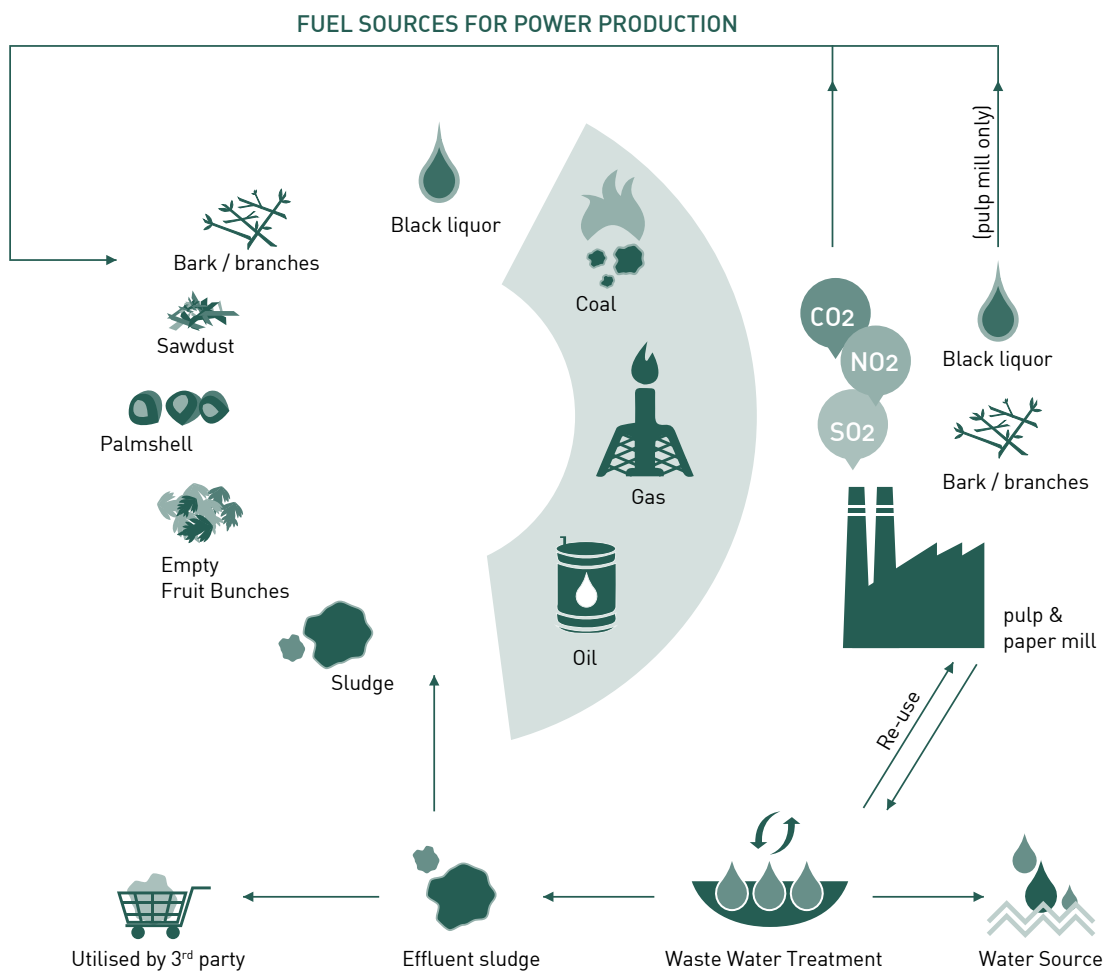 FUEL SOURCES FOR POWER PRODUCTION
(pulp mill only)
Black liquor
Bark / branches
Coal
CO2
Sawdust
NO2
Black liquor
Palmshell
SO2
Gas
Bark / branches
Empty
Fruit Bunches
pulp &
paper mill
Oil
Sludge
Re-use
Utilised by 3rd party
Effluent sludge
Waste Water Treatment
Water Source